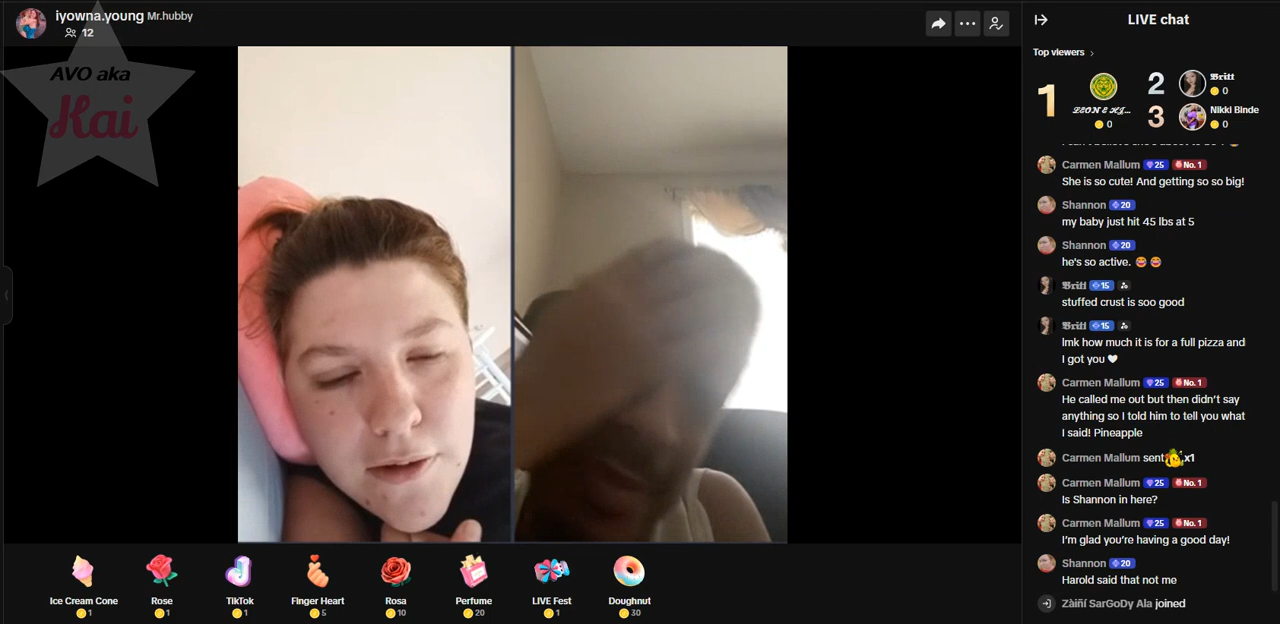 iyowna.young Mr.hubby
12
AVO aka
Kai
LIVE chat
Top viewers
1
0
2
Britt
0
3
Nikki Binde
0
Carmen Mallum 25 No. 1
She is so cute! And getting so so big!
Shannon 20
my baby just hit 45 lbs at 5
Shannon 20
he's so active.
Britt 15
stuffed crust is soo good
Britt 15
lmk how much it is for a full pizza and
I got you
Carmen Mallum 25 No. 1
He called me out but then didn't say
anything so I told him to tell you what
I said! Pineapple
Carmen Mallum sent x1
Carmen Mallum 25 No. 1
Is Shannon in here?
Carmen Mallum 25 No. 1
I'm glad you're having a good day!
Shannon 20
Harold said that not me
Zàìñí SarGoDy Ala joined
Ice Cream Cone
1
Rose
1
TikTok
1
Finger Heart
5
Rosa
10
Perfume
20
LIVE Fest
1
Doughnut
30